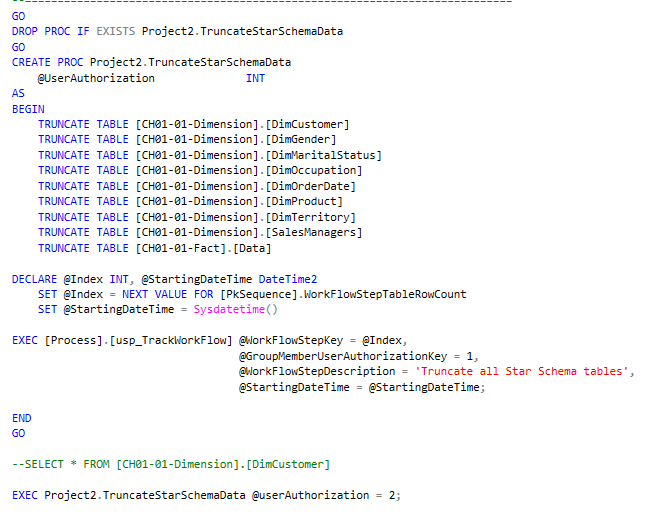 GO
DROP PROC IF EXISTS Project2.TruncateStarSchemaData
GO
CREATE PROC Project2.TruncateStarSchemaData
    @UserAuthorization              INT
AS
BEGIN
    TRUNCATE TABLE [CH01-01-Dimension].[DimCustomer]
    TRUNCATE TABLE [CH01-01-Dimension].[DimGender]
    TRUNCATE TABLE [CH01-01-Dimension].[DimMaritalStatus]
    TRUNCATE TABLE [CH01-01-Dimension].[DimOccupation]
    TRUNCATE TABLE [CH01-01-Dimension].[DimOrderDate]
    TRUNCATE TABLE [CH01-01-Dimension].[DimProduct]
    TRUNCATE TABLE [CH01-01-Dimension].[DimTerritory]
    TRUNCATE TABLE [CH01-01-Dimension].[SalesManagers]
    TRUNCATE TABLE [CH01-01-Fact].[Data]
DECLARE @Index INT, @StartingDateTime DateTime2
    SET @Index = NEXT VALUE FOR [PkSequence].WorkFlowStepTableRowCount
    SET @StartingDateTime = Sysdatetime()
EXEC [Process].[usp_TrackWorkFlow] @WorkFlowStepKey = @Index,
                                   @GroupMemberUserAuthorizationKey = 1,
                                   @WorkFlowStepDescription = 'Truncate all Star Schema tables',
                                   @StartingDateTime = @StartingDateTime;
END
GO
--SELECT * FROM [CH01-01-Dimension].[DimCustomer]
EXEC Project2.TruncateStarSchemaData @userAuthorization = 2;